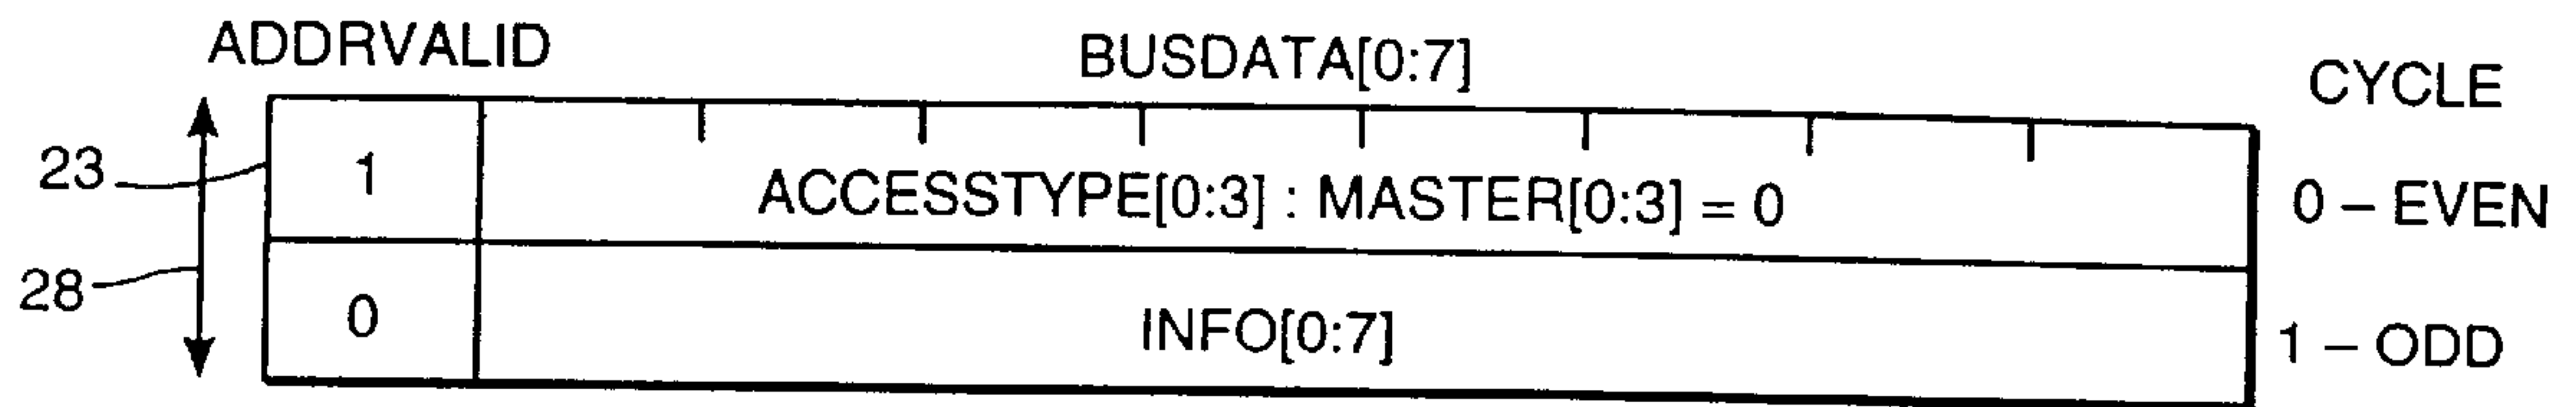 ADDRVALID BUSDATA[0:7] CYCLE
23 1 ACCESSTYPE[0:3] : MASTER[0:3] = 0 0 – EVEN
28 0 INFO[0:7] 1 – ODD